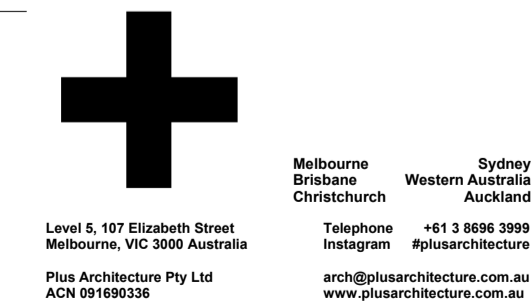 Melbourne Sydney
Brisbane Western Australia
Christchurch Auckland
Level 5, 107 Elizabeth Street
Melbourne, VIC 3000 Australia
Telephone +61 3 8696 3999
Instagram #plusarchitecture
Plus Architecture Pty Ltd
ACN 091690336
arch@plusarchitecture.com.au
www.plusarchitecture.com.au